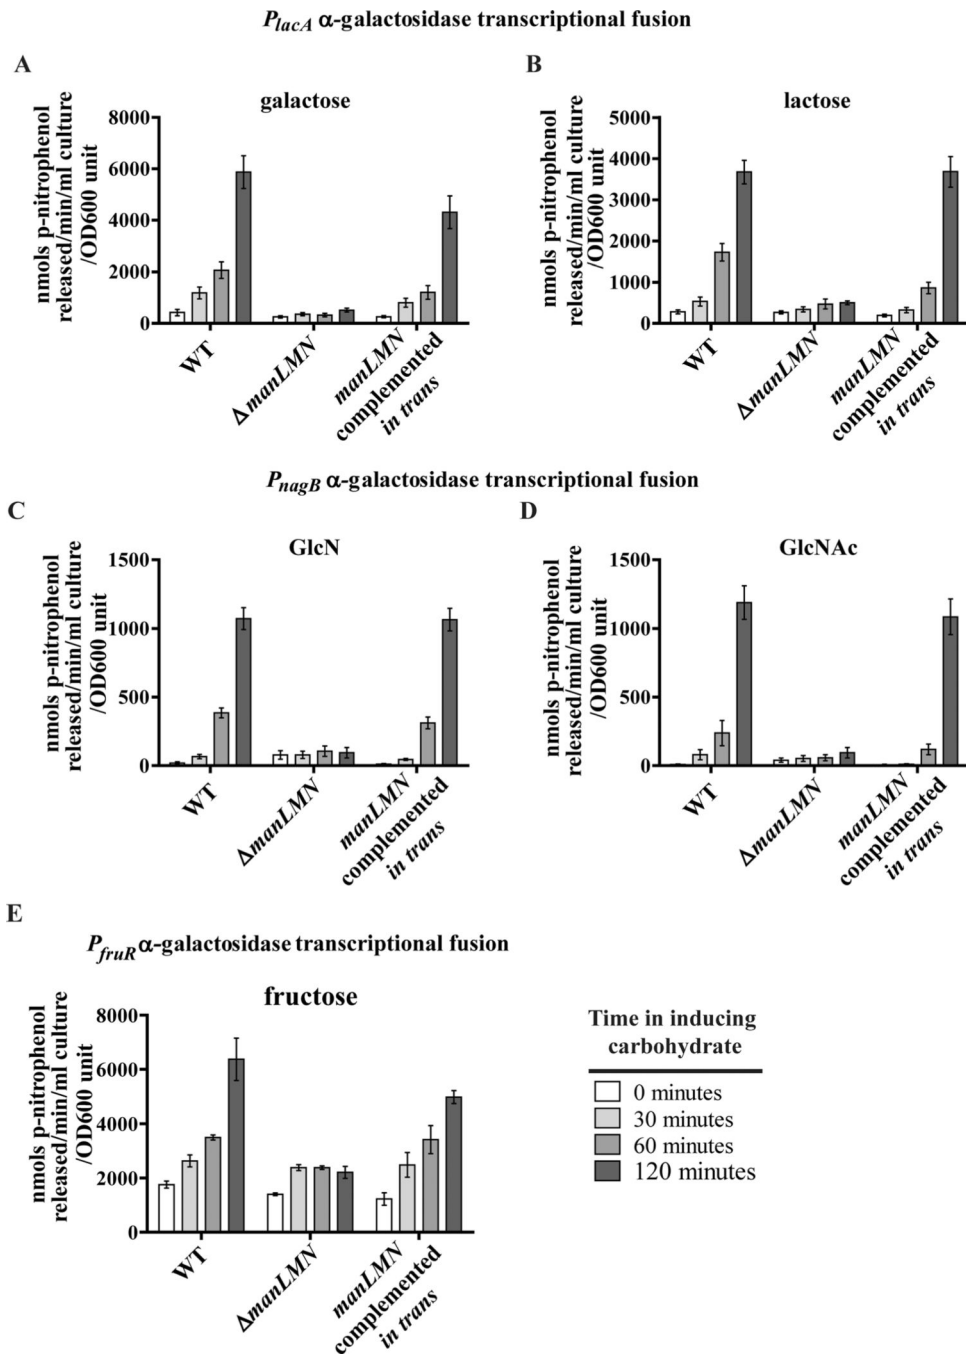 P_lacA α-galactosidase transcriptional fusion
A
galactose
nmols p-nitrophenol
released/min/ml culture
/OD600 unit
8000
6000
4000
2000
0
WT
ΔmanLMN
manLMN
complemented
in trans
B
lactose
nmols p-nitrophenol
released/min/ml culture
/OD600 unit
5000
4000
3000
2000
1000
0
WT
ΔmanLMN
manLMN
complemented
in trans
P_nagB α-galactosidase transcriptional fusion
C
GlcN
nmols p-nitrophenol
released/min/ml culture
/OD600 unit
1500
1000
500
0
WT
ΔmanLMN
manLMN
complemented
in trans
D
GlcNAc
nmols p-nitrophenol
released/min/ml culture
/OD600 unit
1500
1000
500
0
WT
ΔmanLMN
manLMN
complemented
in trans
E
P_fruR α-galactosidase transcriptional fusion
fructose
nmols p-nitrophenol
released/min/ml culture
/OD600 unit
8000
6000
4000
2000
0
WT
ΔmanLMN
manLMN
complemented
in trans
Time in inducing
carbohydrate
0 minutes
30 minutes
60 minutes
120 minutes